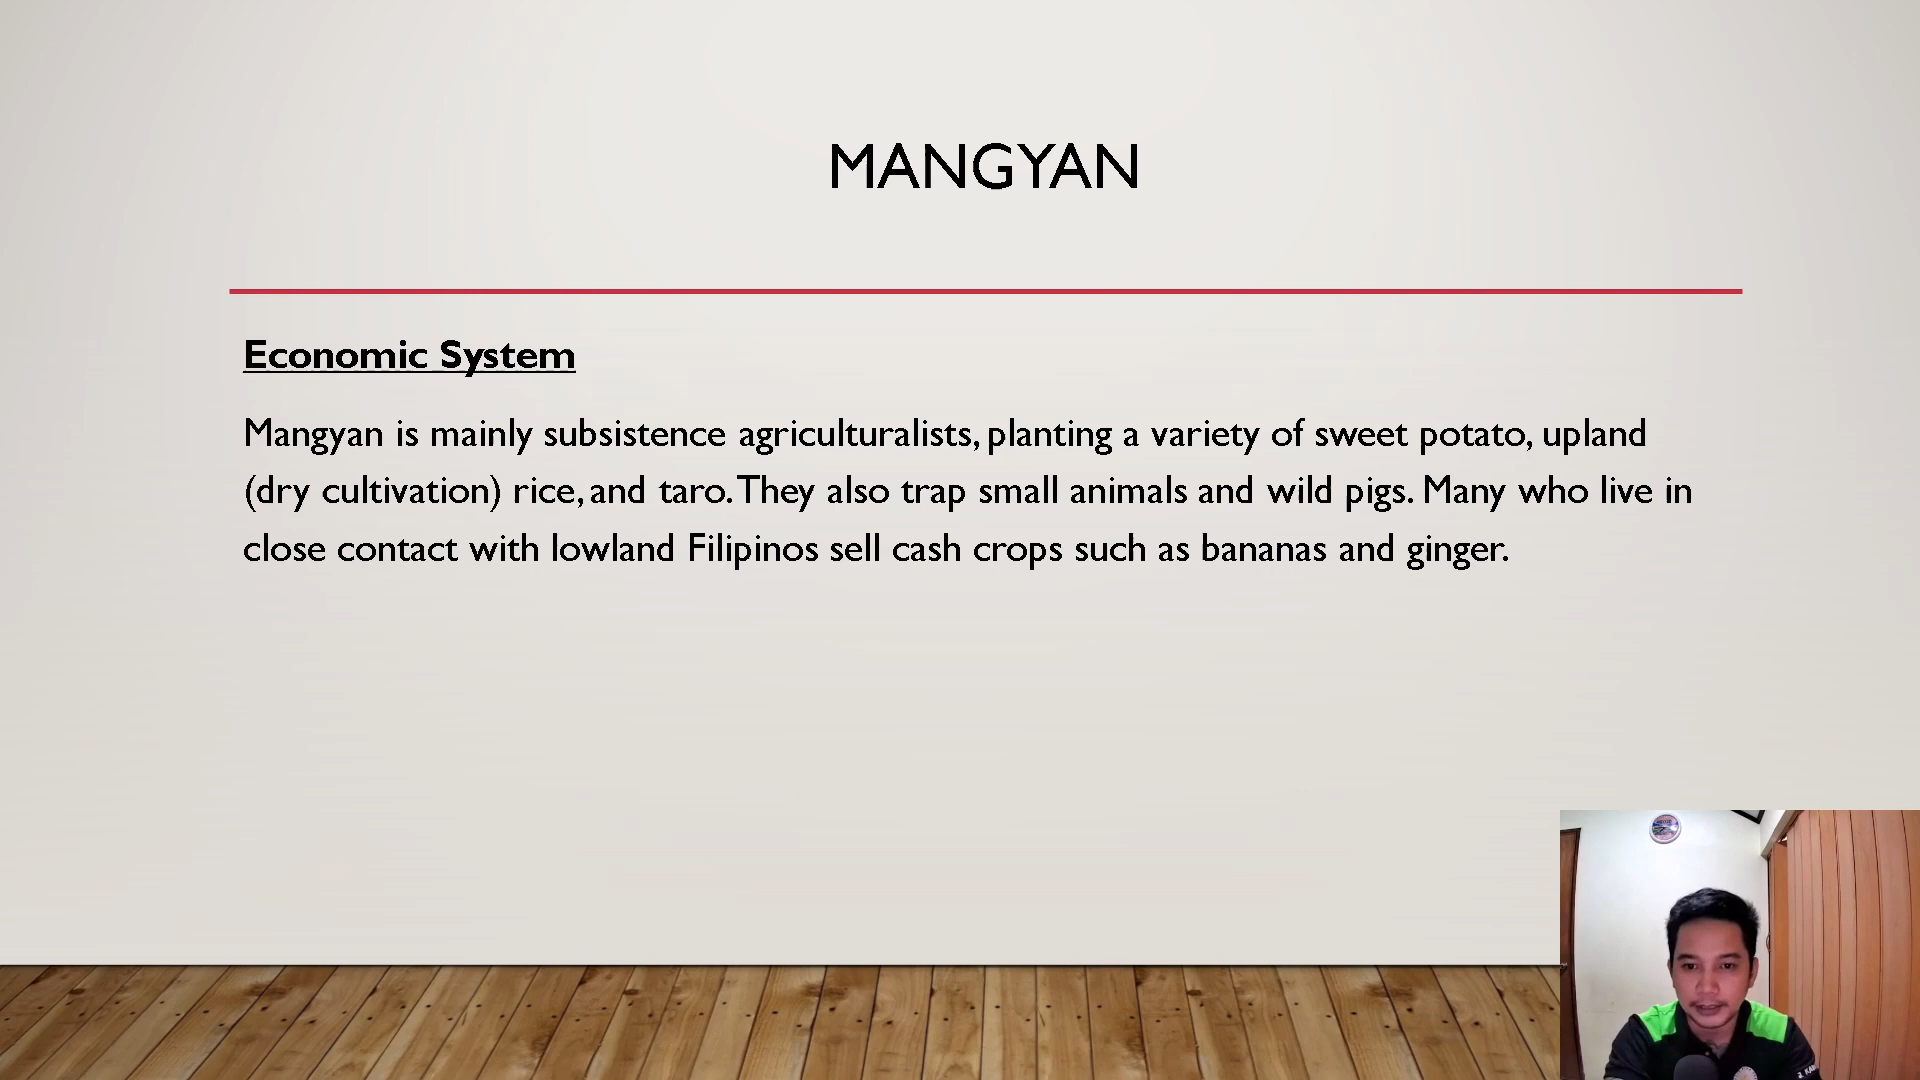 MANGYAN
Economic System
Mangyan is mainly subsistence agriculturalists, planting a variety of sweet potato, upland
(dry cultivation) rice, and taro. They also trap small animals and wild pigs. Many who live in
close contact with lowland Filipinos sell cash crops such as bananas and ginger.